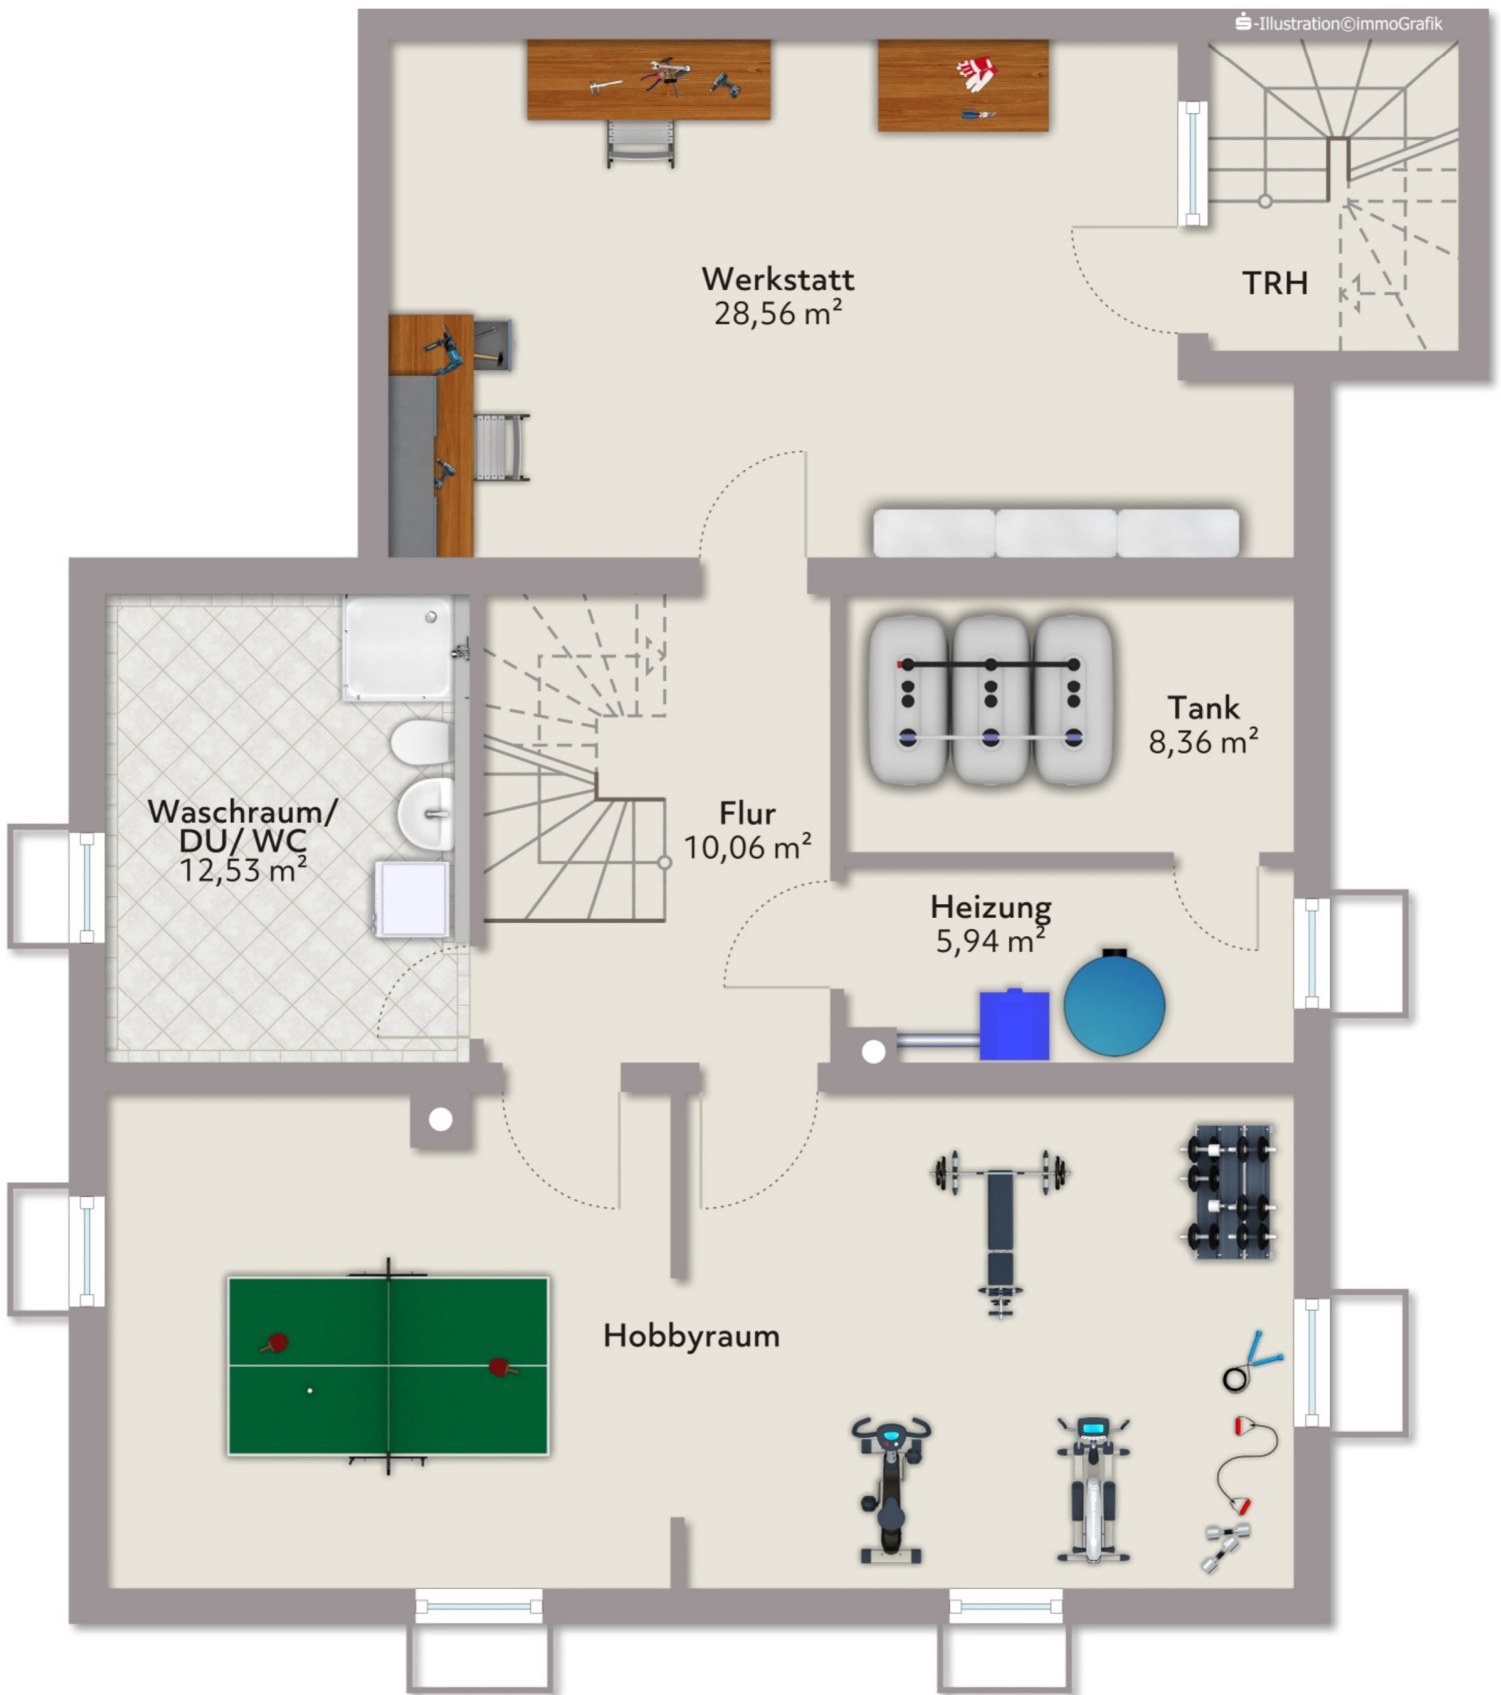 S-Illustration©immoGrafik
Werkstatt
28,56 m²
TRH
Tank
8,36 m²
Waschraum/
DU/ WC
12,53 m²
Flur
10,06 m²
Heizung
5,94 m²
Hobbyraum